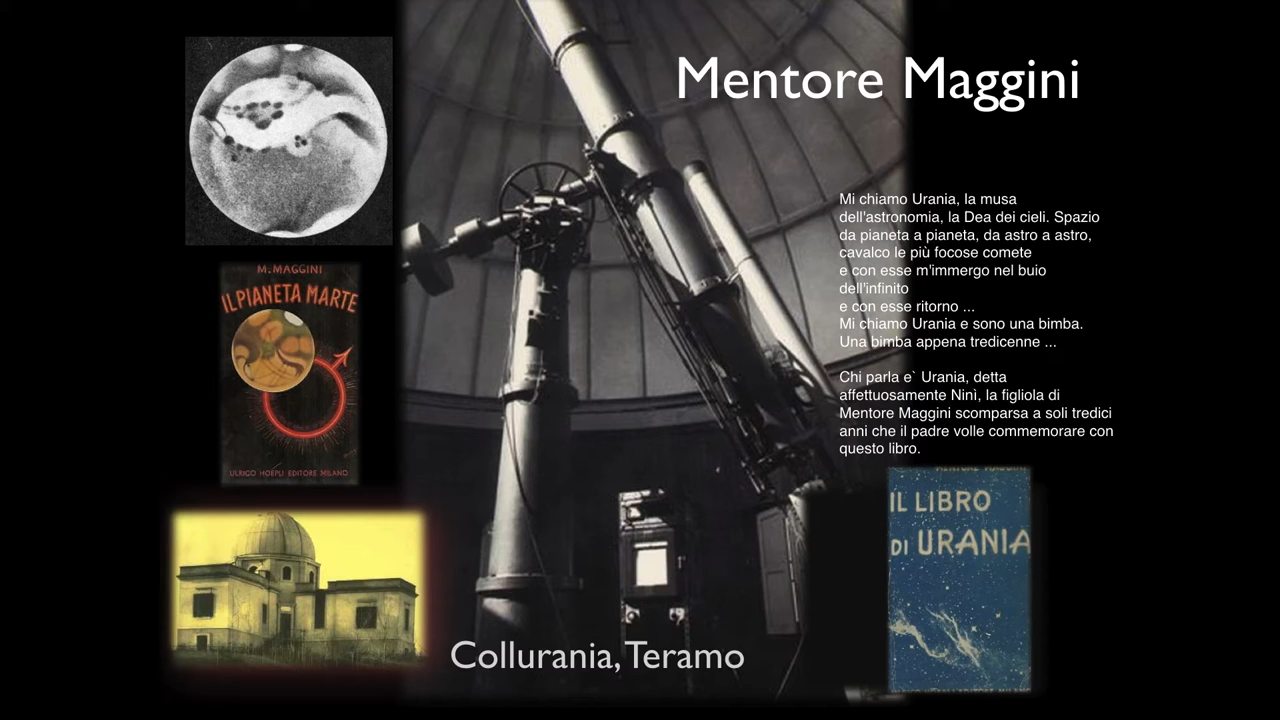 Mentore Maggini
Mi chiamo Urania, la musa
dell'astronomia, la Dea dei cieli. Spazio
da pianeta a pianeta, da astro a astro,
cavalco le più focose comete
e con esse m'immergo nel buio
dell'infinito
e con esse ritorno ...
Mi chiamo Urania e sono una bimba.
Una bimba appena tredicenne ...
Chi parla e` Urania, detta
affettuosamente Ninì, la figliola di
Mentore Maggini scomparsa a soli tredici
anni che il padre volle commemorare con
questo libro.
M. MAGGINI
IL PIANETA MARTE
ULRICO HOEPLI EDITORE MILANO
MENTORE MAGGINI
IL LIBRO
DI URANIA
Collurania, Teramo